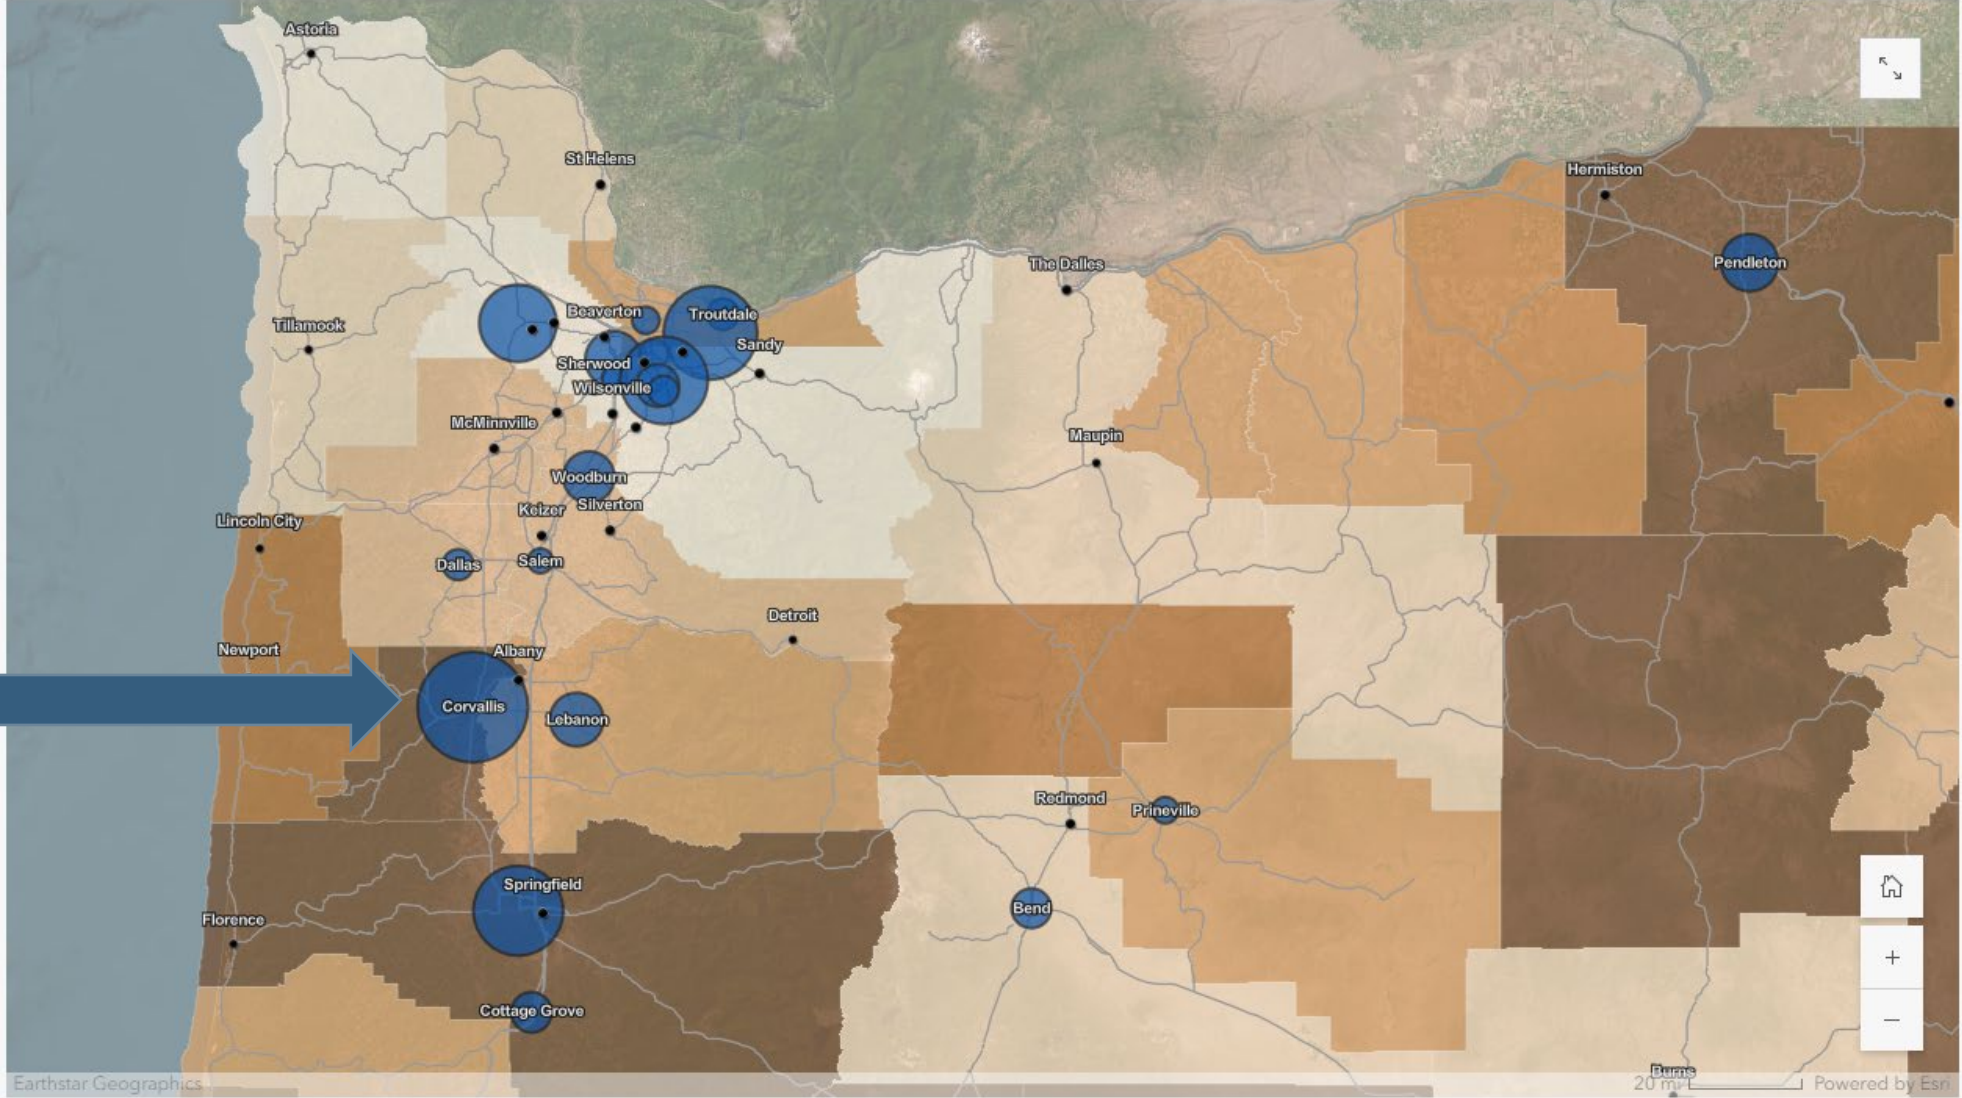 Astoria
St Helens
Hermiston
Pendleton
The Dalles
Beaverton
Troutdale
Tillamook
Sandy
Sherwood
Wilsonville
McMinnville
Maupin
Woodburn
Silverton
Keizer
Lincoln City
Dallas
Salem
Detroit
Newport
Albany
Corvallis
Lebanon
Redmond
Prineville
Springfield
Bend
Florence
Cottage Grove
Burns
Earthstar Geographics
20 mi
Powered by Esri